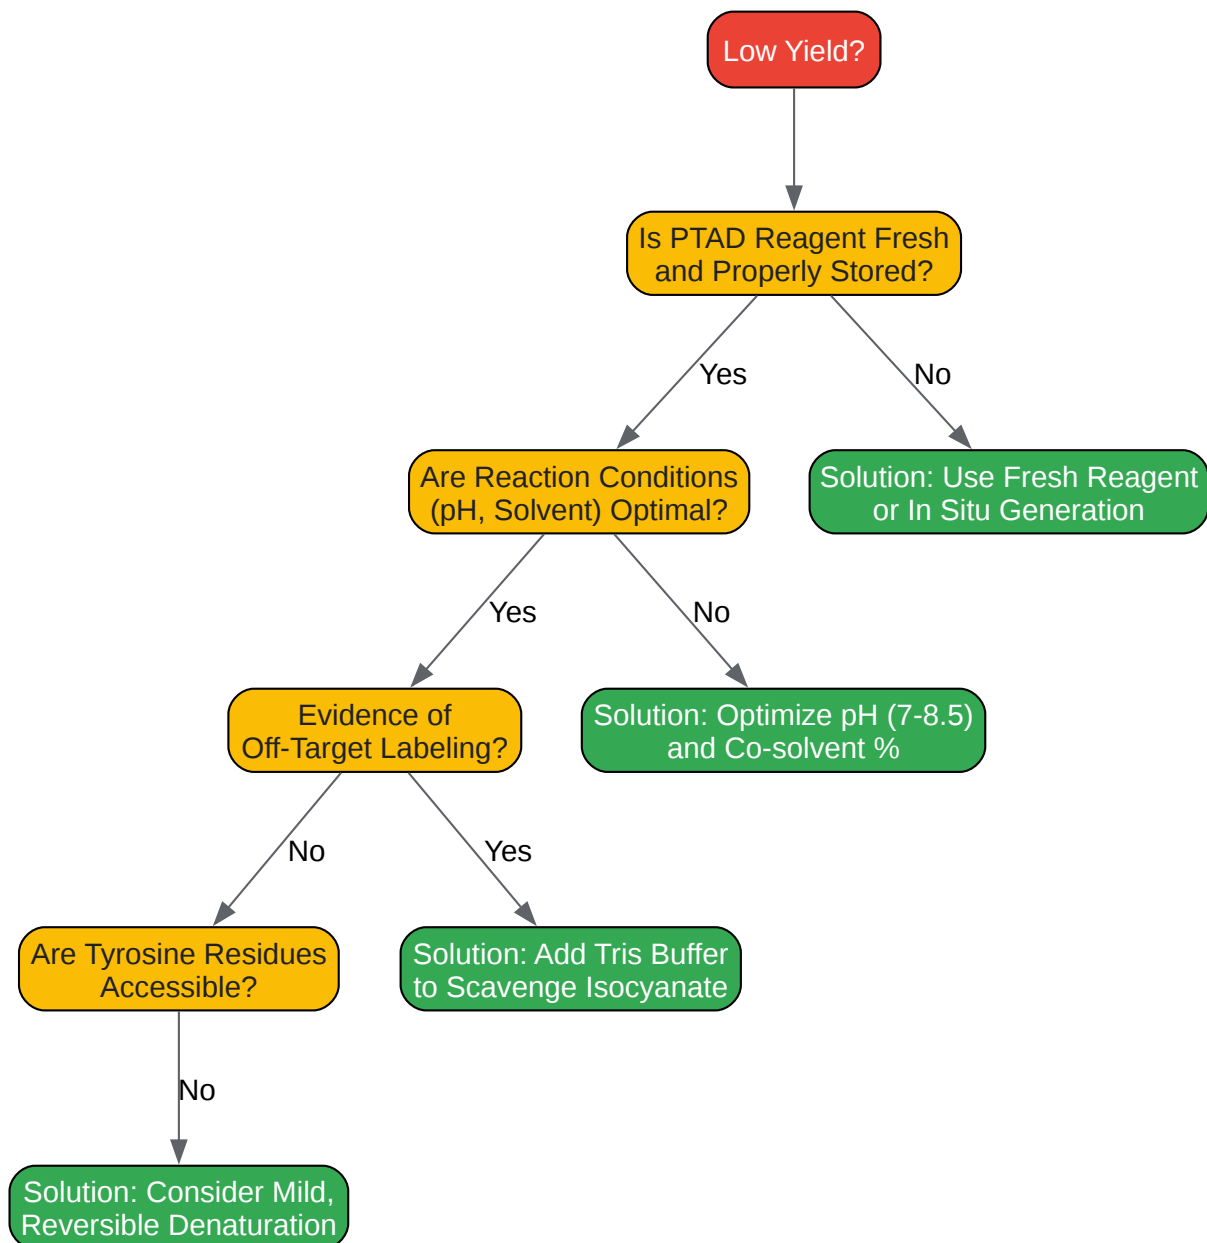 Low Yield?
Is PTAD Reagent Fresh
and Properly Stored?
Yes
No
Are Reaction Conditions
(pH, Solvent) Optimal?
Solution: Use Fresh Reagent
or In Situ Generation
Yes
No
Evidence of
Off-Target Labeling?
Solution: Optimize pH (7-8.5)
and Co-solvent %
No
Yes
Are Tyrosine Residues
Accessible?
Solution: Add Tris Buffer
to Scavenge Isocyanate
No
Solution: Consider Mild,
Reversible Denaturation